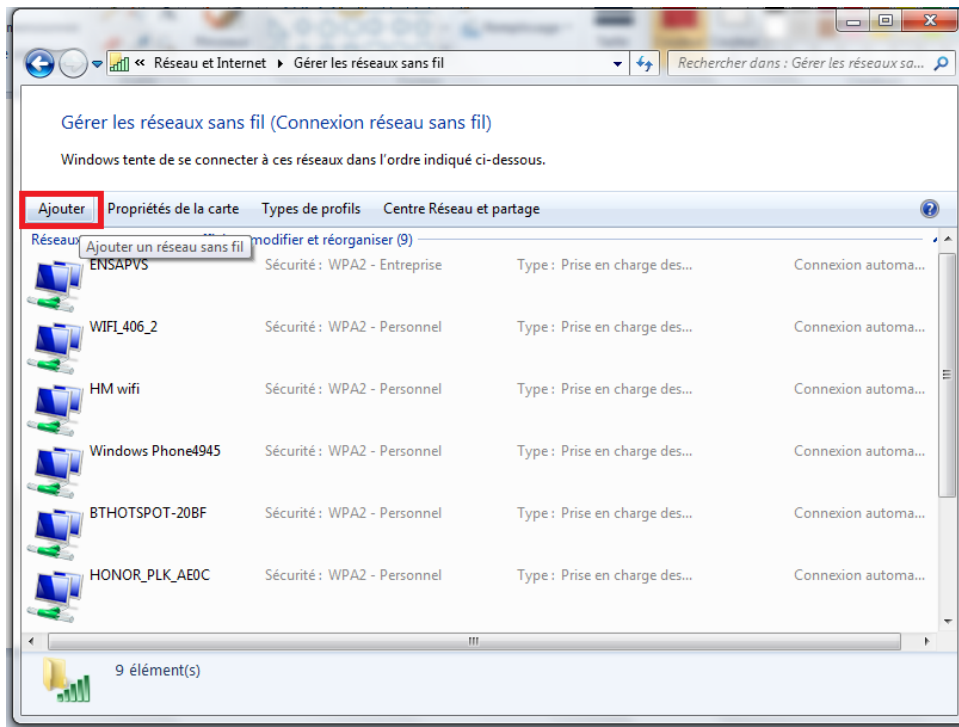 « Réseau et Internet ▸ Gérer les réseaux sans fil
Rechercher dans : Gérer les réseaux sa...
Gérer les réseaux sans fil (Connexion réseau sans fil)
Windows tente de se connecter à ces réseaux dans l'ordre indiqué ci-dessous.
Ajouter Propriétés de la carte Types de profils Centre Réseau et partage
Réseaux modifier et réorganiser (9)
Ajouter un réseau sans fil
ENSAPVS Sécurité : WPA2 - Entreprise Type : Prise en charge des... Connexion automa...
WIFI_406_2 Sécurité : WPA2 - Personnel Type : Prise en charge des... Connexion automa...
HM wifi Sécurité : WPA2 - Personnel Type : Prise en charge des... Connexion automa...
Windows Phone4945 Sécurité : WPA2 - Personnel Type : Prise en charge des... Connexion automa...
BTHOTSPOT-20BF Sécurité : WPA2 - Personnel Type : Prise en charge des... Connexion automa...
HONOR_PLK_AE0C Sécurité : WPA2 - Personnel Type : Prise en charge des... Connexion automa...
9 élément(s)